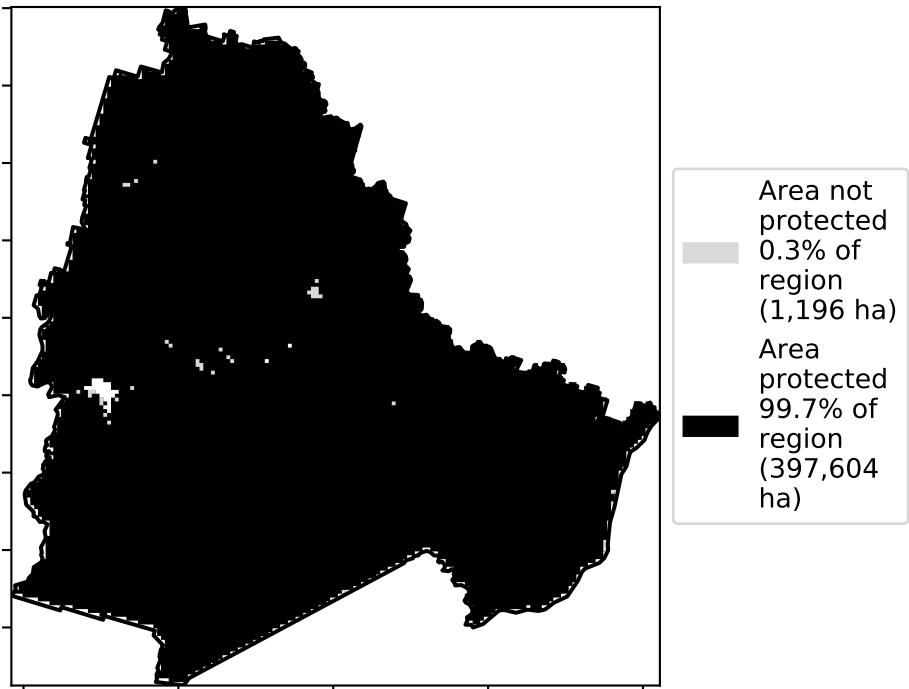 Area not
protected
0.3% of
region
(1,196 ha)
Area
protected
99.7% of
region
(397,604
ha)